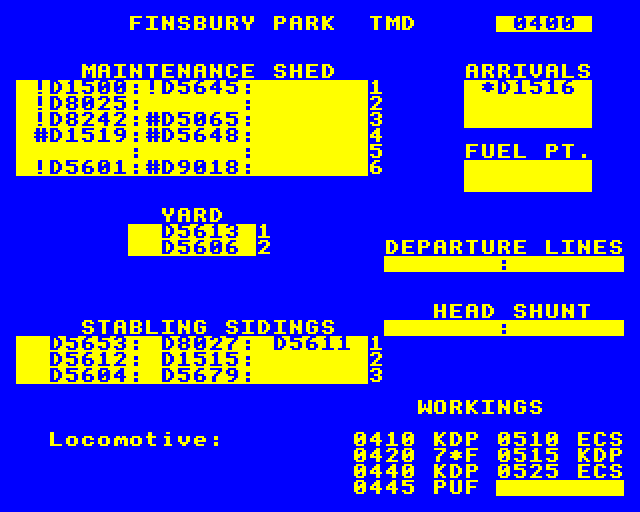 FINSBURY PARK TMD 0400
MAINTENANCE SHED ARRIVALS
!D1500:!D5645: 1 *D1516
!D8025: : 2
!D8242:#D5065: 3
#D1519:#D5648: 4
: : 5 FUEL PT.
!D5601:#D9018: 6
YARD
D5613 1
D5606 2 DEPARTURE LINES
:
HEAD SHUNT
STABLING SIDINGS :
D5653: D8027: D5611 1
D5612: D1515: 2
D5604: D5679: 3
WORKINGS
Locomotive: 0410 KDP 0510 ECS
0420 7*F 0515 KDP
0440 KDP 0525 ECS
0445 PUF